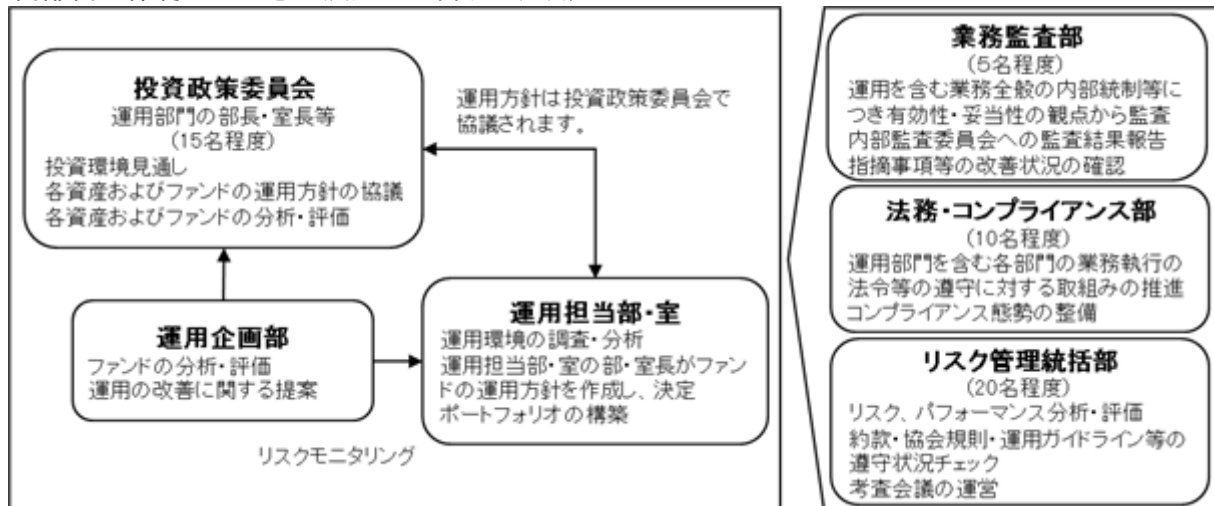 投資政策委員会
運用部門の部長・室長等
(15名程度)
投資環境見通し
各資産およびファンドの運用方針の協議
各資産およびファンドの分析・評価
運用方針は投資政策委員会で
協議されます。
運用企画部
ファンドの分析・評価
運用の改善に関する提案
運用担当部・室
運用環境の調査・分析
運用担当部・室の部・室長がファン
ドの運用方針を作成し、決定
ポートフォリオの構築
リスクモニタリング
業務監査部
(5名程度)
運用を含む業務全般の内部統制等に
つき有効性・妥当性の観点から監査
内部監査委員会への監査結果報告
指摘事項等の改善状況の確認
法務・コンプライアンス部
(10名程度)
運用部門を含む各部門の業務執行の
法令等の遵守に対する取組みの推進
コンプライアンス態勢の整備
リスク管理統括部
(20名程度)
リスク、パフォーマンス分析・評価
約款・協会規則・運用ガイドライン等の
遵守状況チェック
考査会議の運営